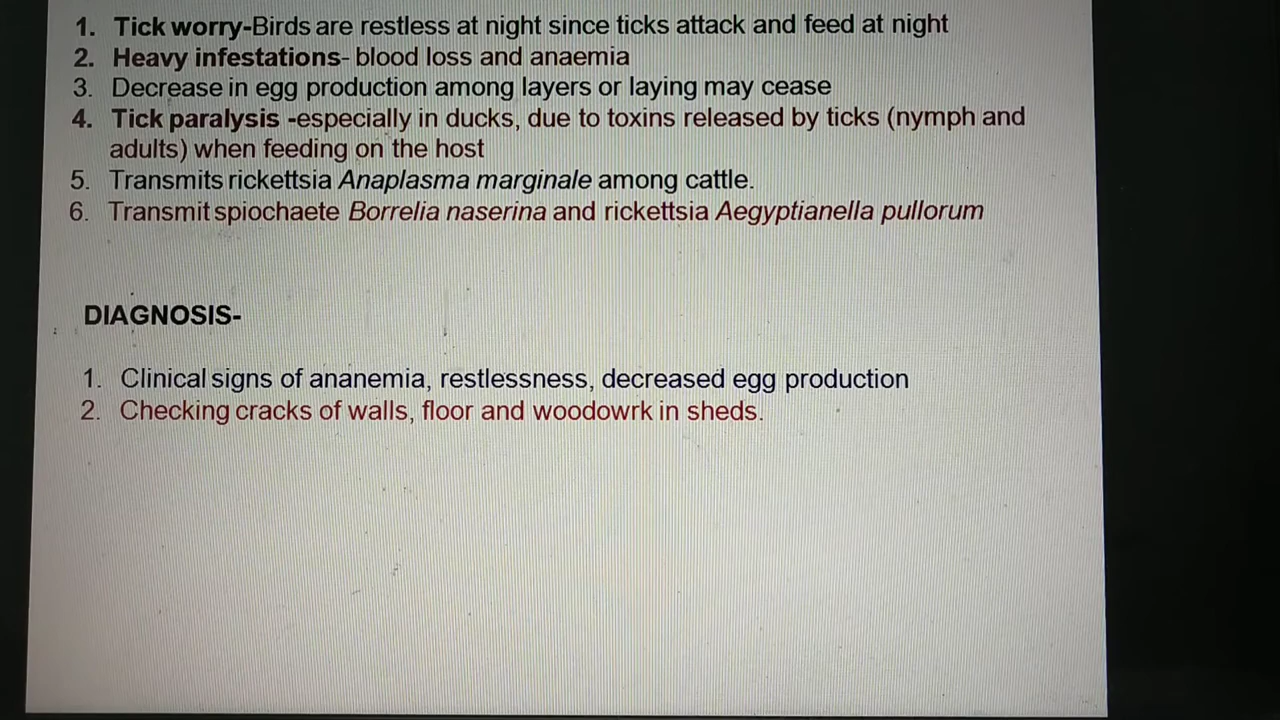 1. Tick worry-Birds are restless at night since ticks attack and feed at night
2. Heavy infestations- blood loss and anaemia
3. Decrease in egg production among layers or laying may cease
4. Tick paralysis -especially in ducks, due to toxins released by ticks (nymph and
adults) when feeding on the host
5. Transmits rickettsia Anaplasma marginale among cattle.
6. Transmit spiochaete Borrelia naserina and rickettsia Aegyptianella pullorum
DIAGNOSIS-
1. Clinical signs of ananemia, restlessness, decreased egg production
2. Checking cracks of walls, floor and woodowrk in sheds.